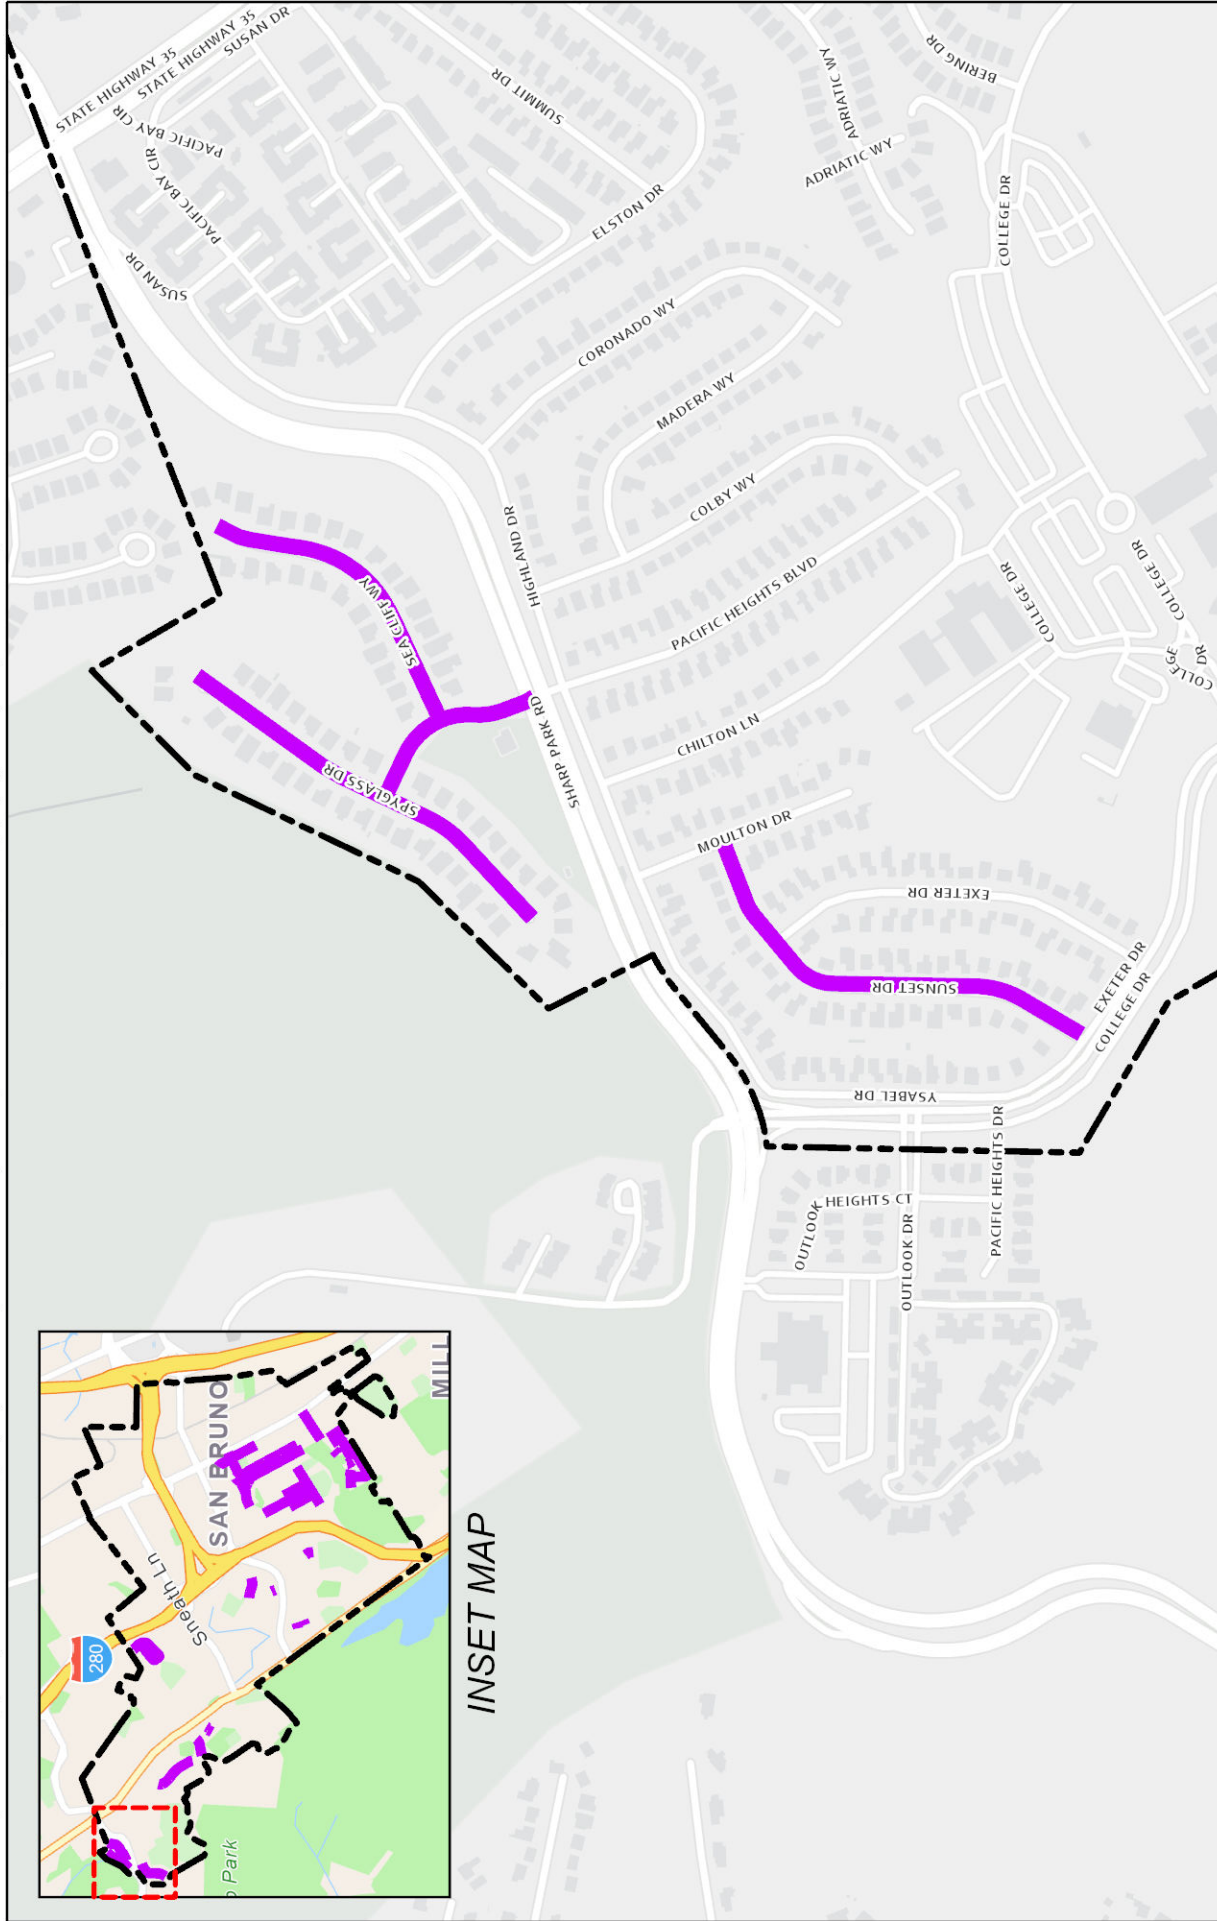 STATE HIGHWAY 35
STATE HIGHWAY 35
SUSAN DR
PACIFIC BAY CIR
PACIFIC BAY CIR
PACIFIC BAY CIR
SUSAN DR
SUMMIT DR
ELSTON DR
ADRIATIC WY
ADRIATIC WY
BERING DR
COLLEGE DR
CORONADO WY
MADERA WY
COLBY WY
HIGHLAND DR
PACIFIC HEIGHTS BLVD
SEACLIFF WY
SPYGLASS DR
SHARP PARK RD
CHILTON LN
COLLEGE DR
COLLEGE DR
COLLEGE
DR
COLLEGE
MOULTON DR
EXETER DR
SUNSET DR
EXETER DR
COLLEGE DR
YSABEL DR
PACIFIC HEIGHTS DR
HEIGHTS CT
OUTLOOK
OUTLOOK DR
SAN BRUNO
MILL
Sneath Ln
280
o Park
INSET MAP